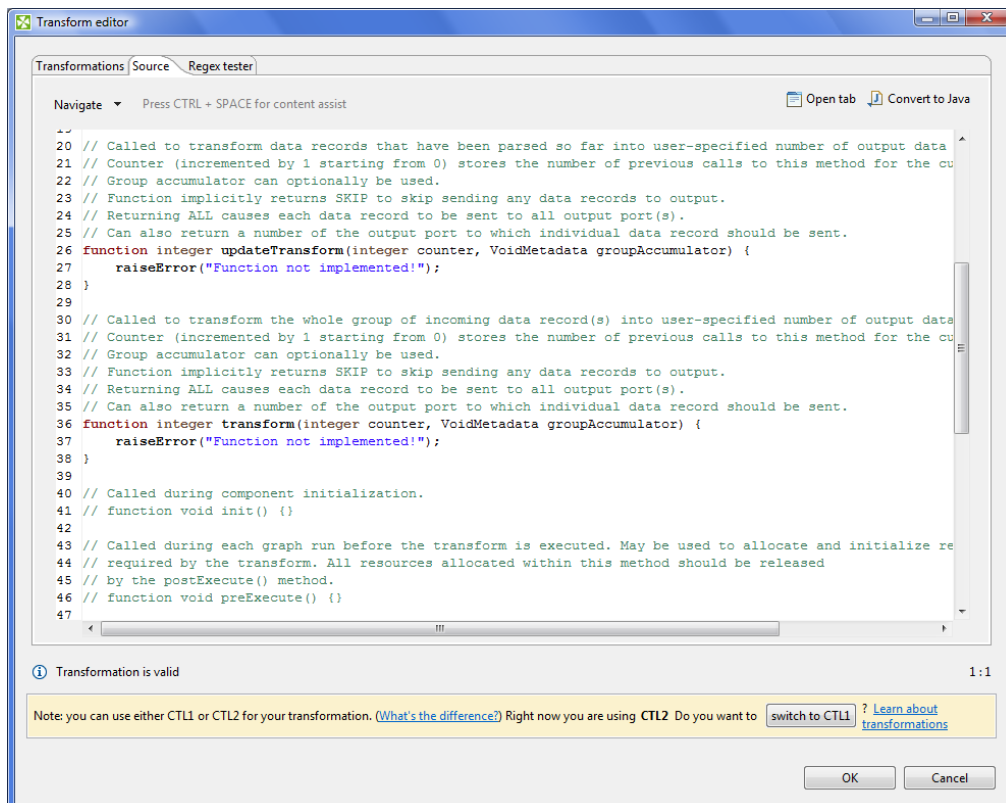 Transform editor
Transformations Source Regex tester
Navigate Press CTRL + SPACE for content assist Open tab Convert to Java
19
20 // Called to transform data records that have been parsed so far into user-specified number of output data
21 // Counter (incremented by 1 starting from 0) stores the number of previous calls to this method for the cu
22 // Group accumulator can optionally be used.
23 // Function implicitly returns SKIP to skip sending any data records to output.
24 // Returning ALL causes each data record to be sent to all output port(s).
25 // Can also return a number of the output port to which individual data record should be sent.
26 function integer updateTransform(integer counter, VoidMetadata groupAccumulator) {
27 raiseError("Function not implemented!");
28 }
29
30 // Called to transform the whole group of incoming data record(s) into user-specified number of output data
31 // Counter (incremented by 1 starting from 0) stores the number of previous calls to this method for the cu
32 // Group accumulator can optionally be used.
33 // Function implicitly returns SKIP to skip sending any data records to output.
34 // Returning ALL causes each data record to be sent to all output port(s).
35 // Can also return a number of the output port to which individual data record should be sent.
36 function integer transform(integer counter, VoidMetadata groupAccumulator) {
37 raiseError("Function not implemented!");
38 }
39
40 // Called during component initialization.
41 // function void init() {}
42
43 // Called during each graph run before the transform is executed. May be used to allocate and initialize re
44 // required by the transform. All resources allocated within this method should be released
45 // by the postExecute() method.
46 // function void preExecute() {}
47
Transformation is valid 1:1
Note: you can use either CTL1 or CTL2 for your transformation. (What's the difference?) Right now you are using CTL2 Do you want to switch to CTL1 ? Learn about
transformations
OK Cancel